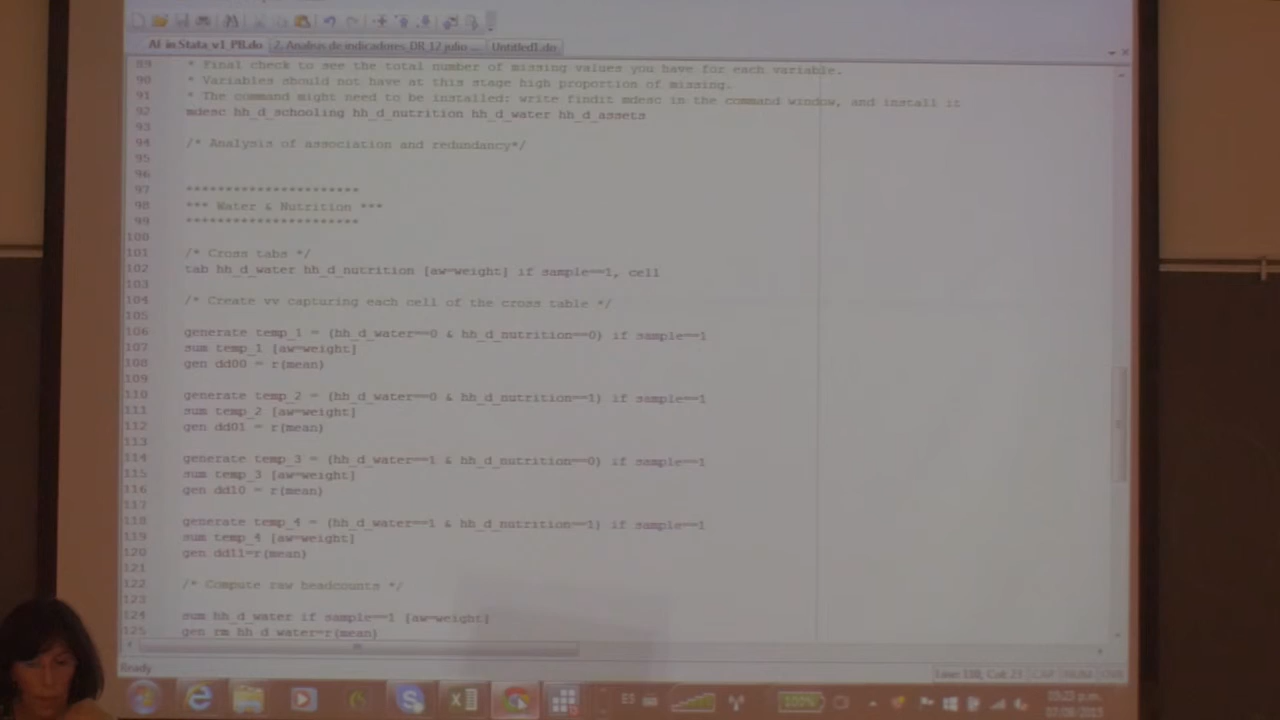 AF in Stata_v1_PB.do  2. Analisis de indicadores DR 17 julio ...  Untitled1.do
89 * Final check to see the total number of missing values you have for each variable.
90 * Variables should not have at this stage high proportion of missing.
91 * The command might need to be installed: write findit mdesc in the command window, and install it
92 mdesc hh_d_schooling hh_d_nutrition hh_d_water hh_d_assets
93
94 /* Analysis of association and redundancy*/
95
96
97 **********************
98 *** Water & Nutrition ***
99 **********************
100
101 /* Cross tabs */
102 tab hh_d_water hh_d_nutrition [aw=weight] if sample==1, cell
103
104 /* Create vv capturing each cell of the cross table */
105
106 generate temp_1 = (hh_d_water==0 & hh_d_nutrition==0) if sample==1
107 sum temp_1 [aw=weight]
108 gen dd00 = r(mean)
109
110 generate temp_2 = (hh_d_water==0 & hh_d_nutrition==1) if sample==1
111 sum temp_2 [aw=weight]
112 gen dd01 = r(mean)
113
114 generate temp_3 = (hh_d_water==1 & hh_d_nutrition==0) if sample==1
115 sum temp_3 [aw=weight]
116 gen dd10 = r(mean)
117
118 generate temp_4 = (hh_d_water==1 & hh_d_nutrition==1) if sample==1
119 sum temp_4 [aw=weight]
120 gen dd11=r(mean)
121
122 /* Compute raw headcounts */
123
124 sum hh_d_water if sample==1 [aw=weight]
125 gen rm_hh_d_water=r(mean)
Ready
100% 05:23 p.m.